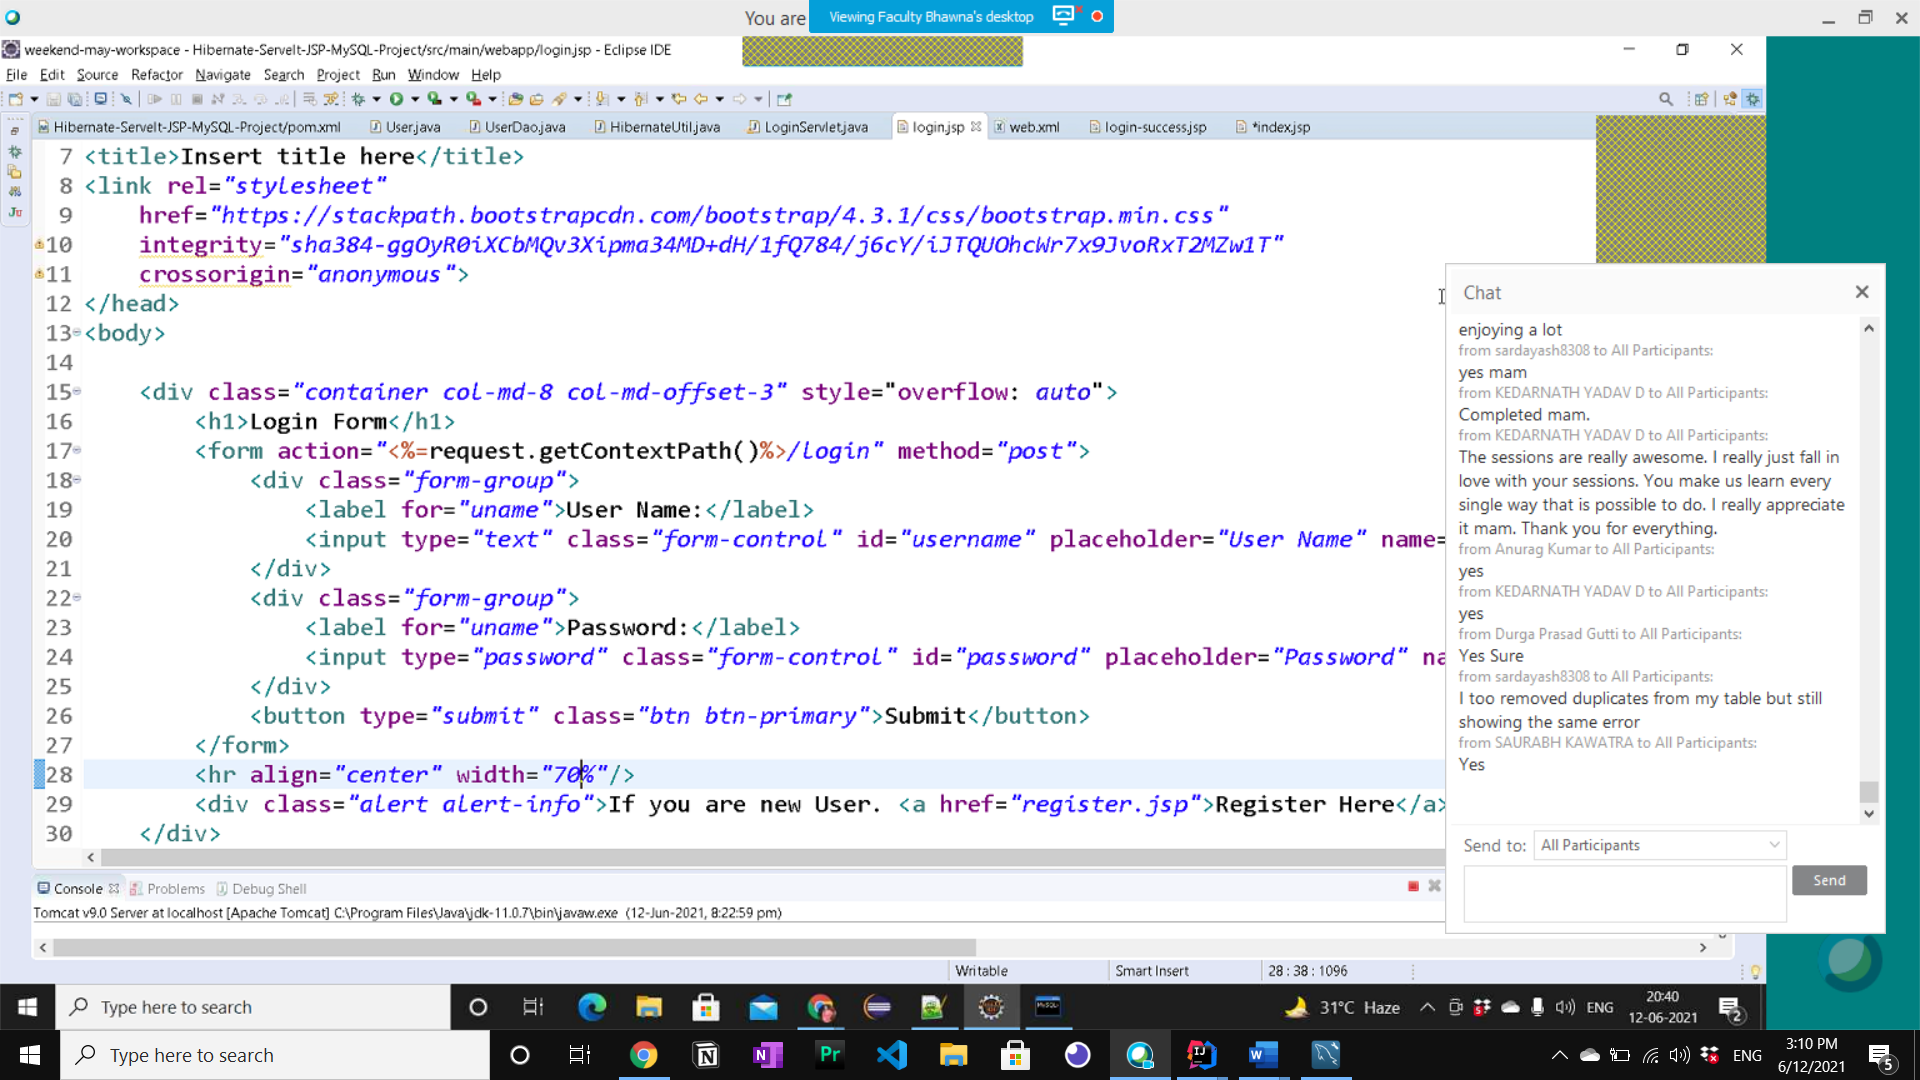 You are
Viewing Faculty Bhawna's desktop
weekend-may-workspace - Hibernate-Servelt-JSP-MySQL-Project/src/main/webapp/login.jsp - Eclipse IDE
File Edit Source Refactor Navigate Search Project Run Window Help
Hibernate-Servelt-JSP-MySQL-Project/pom.xml User.java UserDao.java HibernateUtil.java LoginServlet.java login.jsp web.xml login-success.jsp *index.jsp
7 <title>Insert title here</title>
8 <link rel="stylesheet"
9 href="https://stackpath.bootstrapcdn.com/bootstrap/4.3.1/css/bootstrap.min.css"
10 integrity="sha384-ggOyR0iXCbMQv3Xipma34MD+dH/1fQ784/j6cY/iJTQUOhcWr7x9JvoRxT2MZw1T"
11 crossorigin="anonymous">
12 </head>
13 <body>
14
15 <div class="container col-md-8 col-md-offset-3" style="overflow: auto">
16 <h1>Login Form</h1>
17 <form action="<%=request.getContextPath()%>/login" method="post">
18 <div class="form-group">
19 <label for="uname">User Name:</label>
20 <input type="text" class="form-control" id="username" placeholder="User Name" name=
21 </div>
22 <div class="form-group">
23 <label for="uname">Password:</label>
24 <input type="password" class="form-control" id="password" placeholder="Password" na
25 </div>
26 <button type="submit" class="btn btn-primary">Submit</button>
27 </form>
28 <hr align="center" width="70%"/>
29 <div class="alert alert-info">If you are new User. <a href="register.jsp">Register Here</a>
30 </div>
Console Problems Debug Shell
Tomcat v9.0 Server at localhost [Apache Tomcat] C:\Program Files\Java\jdk-11.0.7\bin\javaw.exe (12-Jun-2021, 8:22:59 pm)
Writable Smart Insert 28 : 38 : 1096
Chat
enjoying a lot
from sardayash8308 to All Participants:
yes mam
from KEDARNATH YADAV D to All Participants:
Completed mam.
from KEDARNATH YADAV D to All Participants:
The sessions are really awesome. I really just fall in
love with your sessions. You make us learn every
single way that is possible to do. I really appreciate
it mam. Thank you for everything.
from Anurag Kumar to All Participants:
yes
from KEDARNATH YADAV D to All Participants:
yes
from Durga Prasad Gutti to All Participants:
Yes Sure
from sardayash8308 to All Participants:
I too removed duplicates from my table but still
showing the same error
from SAURABH KAWATRA to All Participants:
Yes
Send to: All Participants
Send
Type here to search
31°C Haze ENG 20:40
12-06-2021 2
Type here to search
ENG 3:10 PM
6/12/2021 5